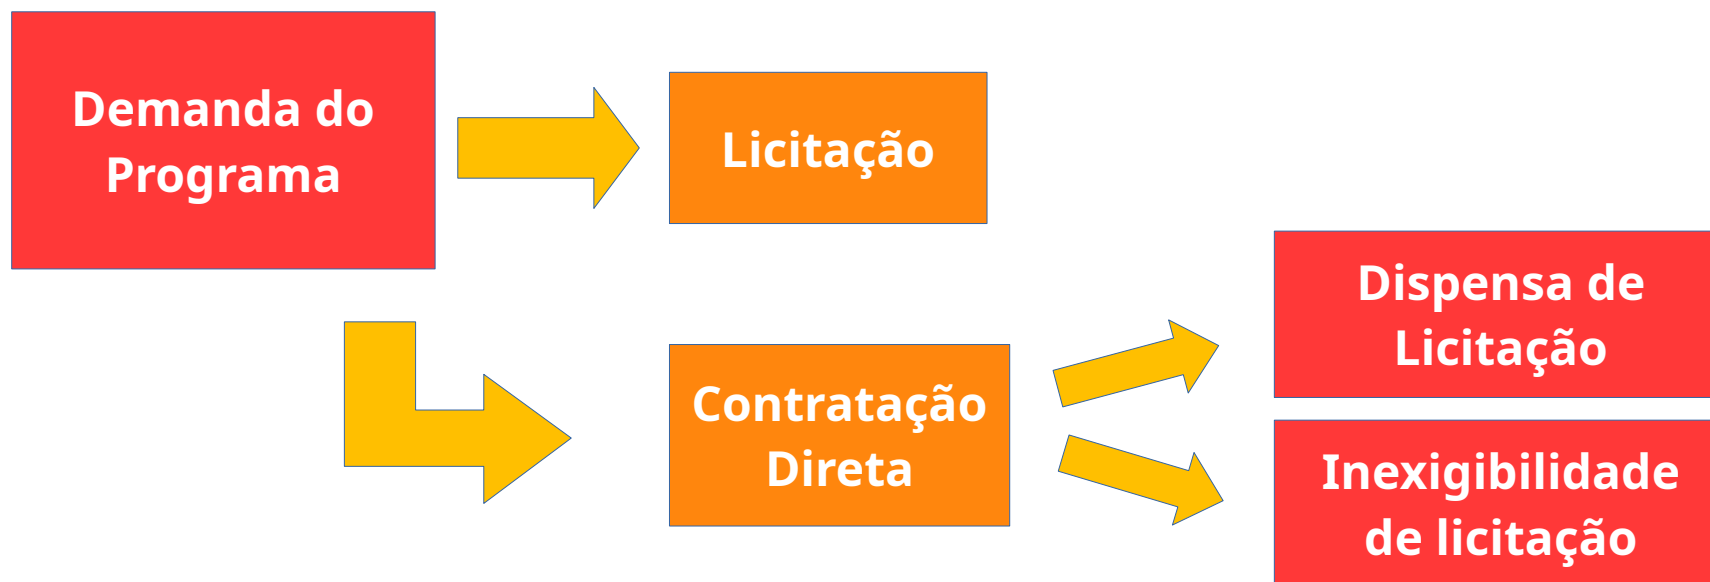 Demanda do
Programa
Licitação
Contratação
Direta
Dispensa de
Licitação
Inexigibilidade
de licitação